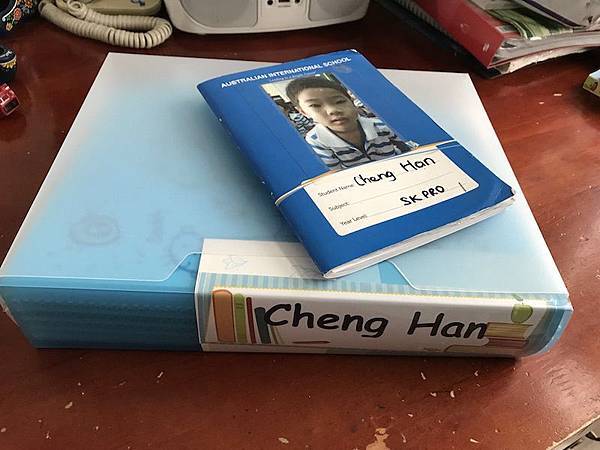 AUSTRALIAN INTERNATIONAL SCHOOL
Student Name: Cheng Han
Subject:
SK PRO
Year Level:
Cheng Han